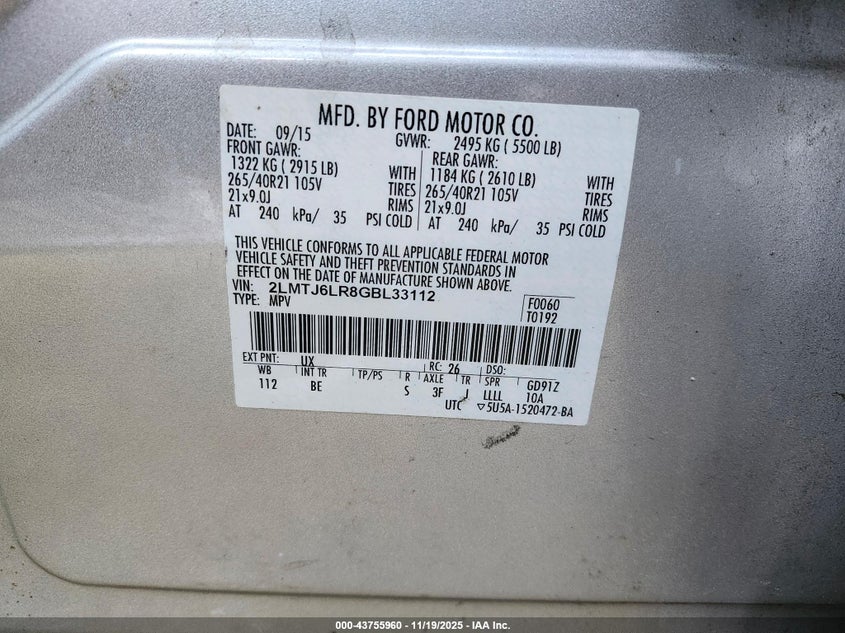 MFD. BY FORD MOTOR CO.
DATE: 09/15 GVWR: 2495 KG ( 5500 LB)
FRONT GAWR: REAR GAWR:
1322 KG ( 2915 LB) WITH 1184 KG ( 2610 LB) WITH
265/40R21 105V TIRES 265/40R21 105V TIRES
21x9.0J RIMS 21x9.0J RIMS
AT 240 kPa/ 35 PSI COLD AT 240 kPa/ 35 PSI COLD
THIS VEHICLE CONFORMS TO ALL APPLICABLE FEDERAL MOTOR
VEHICLE SAFETY AND THEFT PREVENTION STANDARDS IN
EFFECT ON THE DATE OF MANUFACTURE SHOWN ABOVE.
VIN: 2LMTJ6LR8GBL33112
TYPE: MPV F0060
T0192
EXT PNT: UX RC: 26 DSO:
WB INT TR TP/PS R AXLE TR SPR GD91Z
112 BE S 3F J LLLL 10A
UTC ▽5U5A-1520472-BA
000-43755960 - 11/19/2025 - IAA Inc.